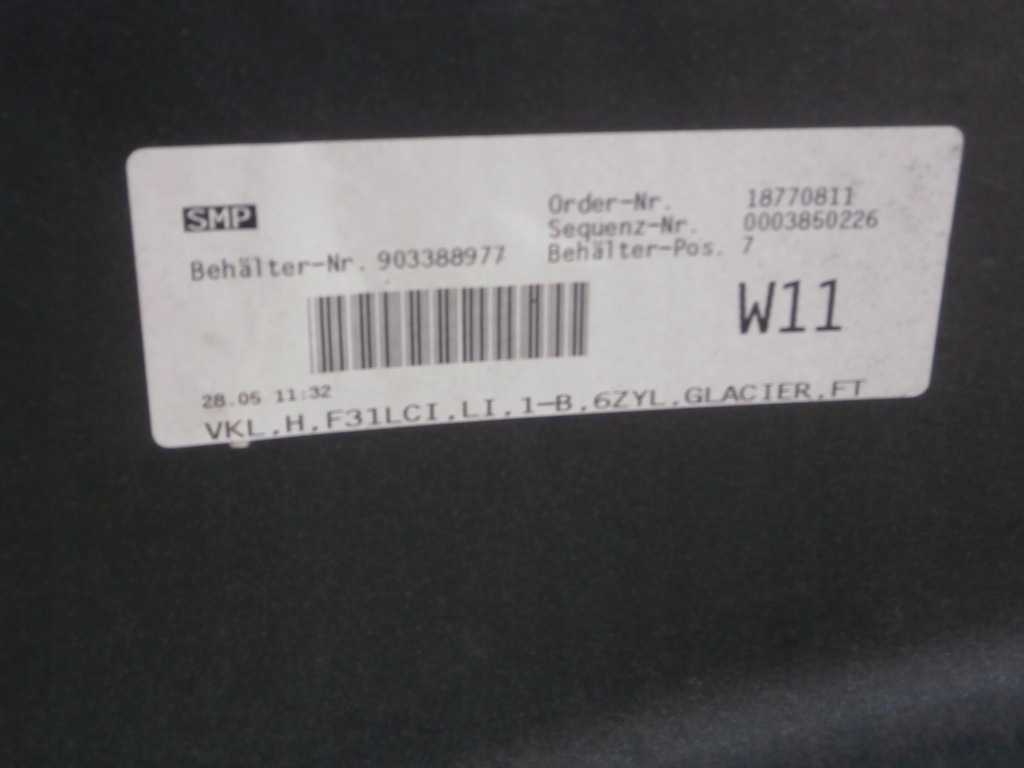 SMP
Order-Nr. 18770811
Sequenz-Nr. 0003850226
Behälter-Nr. 903388977
Behälter-Pos. 7
W11
28.05 11:32
VKL,H,F31LCI,LI,1-B,6ZYL,GLACIER,FT